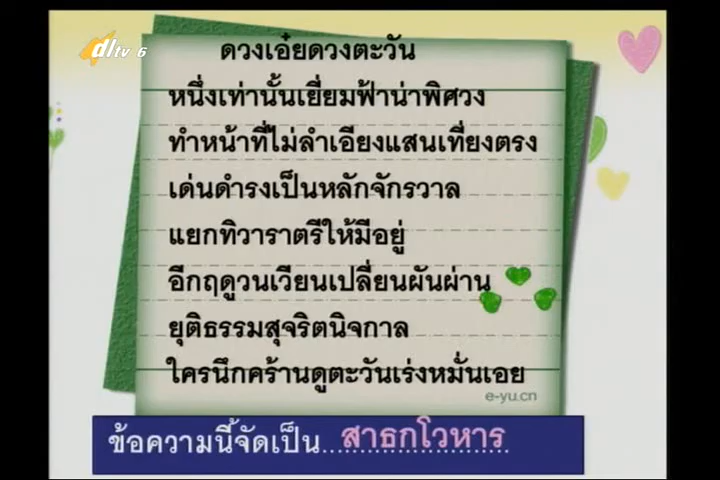 dltv 6
ดวงเอ๋ยดวงตะวัน
หนึ่งเท่านั้นเยี่ยมฟ้าน่าพิศวง
ทำหน้าที่ไม่ลำเอียงแสนเที่ยงตรง
เด่นดำรงเป็นหลักจักรวาล
แยกทิวาราตรีให้มีอยู่
อีกฤดูวนเวียนเปลี่ยนผันผ่าน
ยุติธรรมสุจริตนิจกาล
ใครนึกคร้านดูตะวันเร่งหมั่นเอย
e-yu.cn
ข้อความนี้จัดเป็น...สาธกโวหาร...